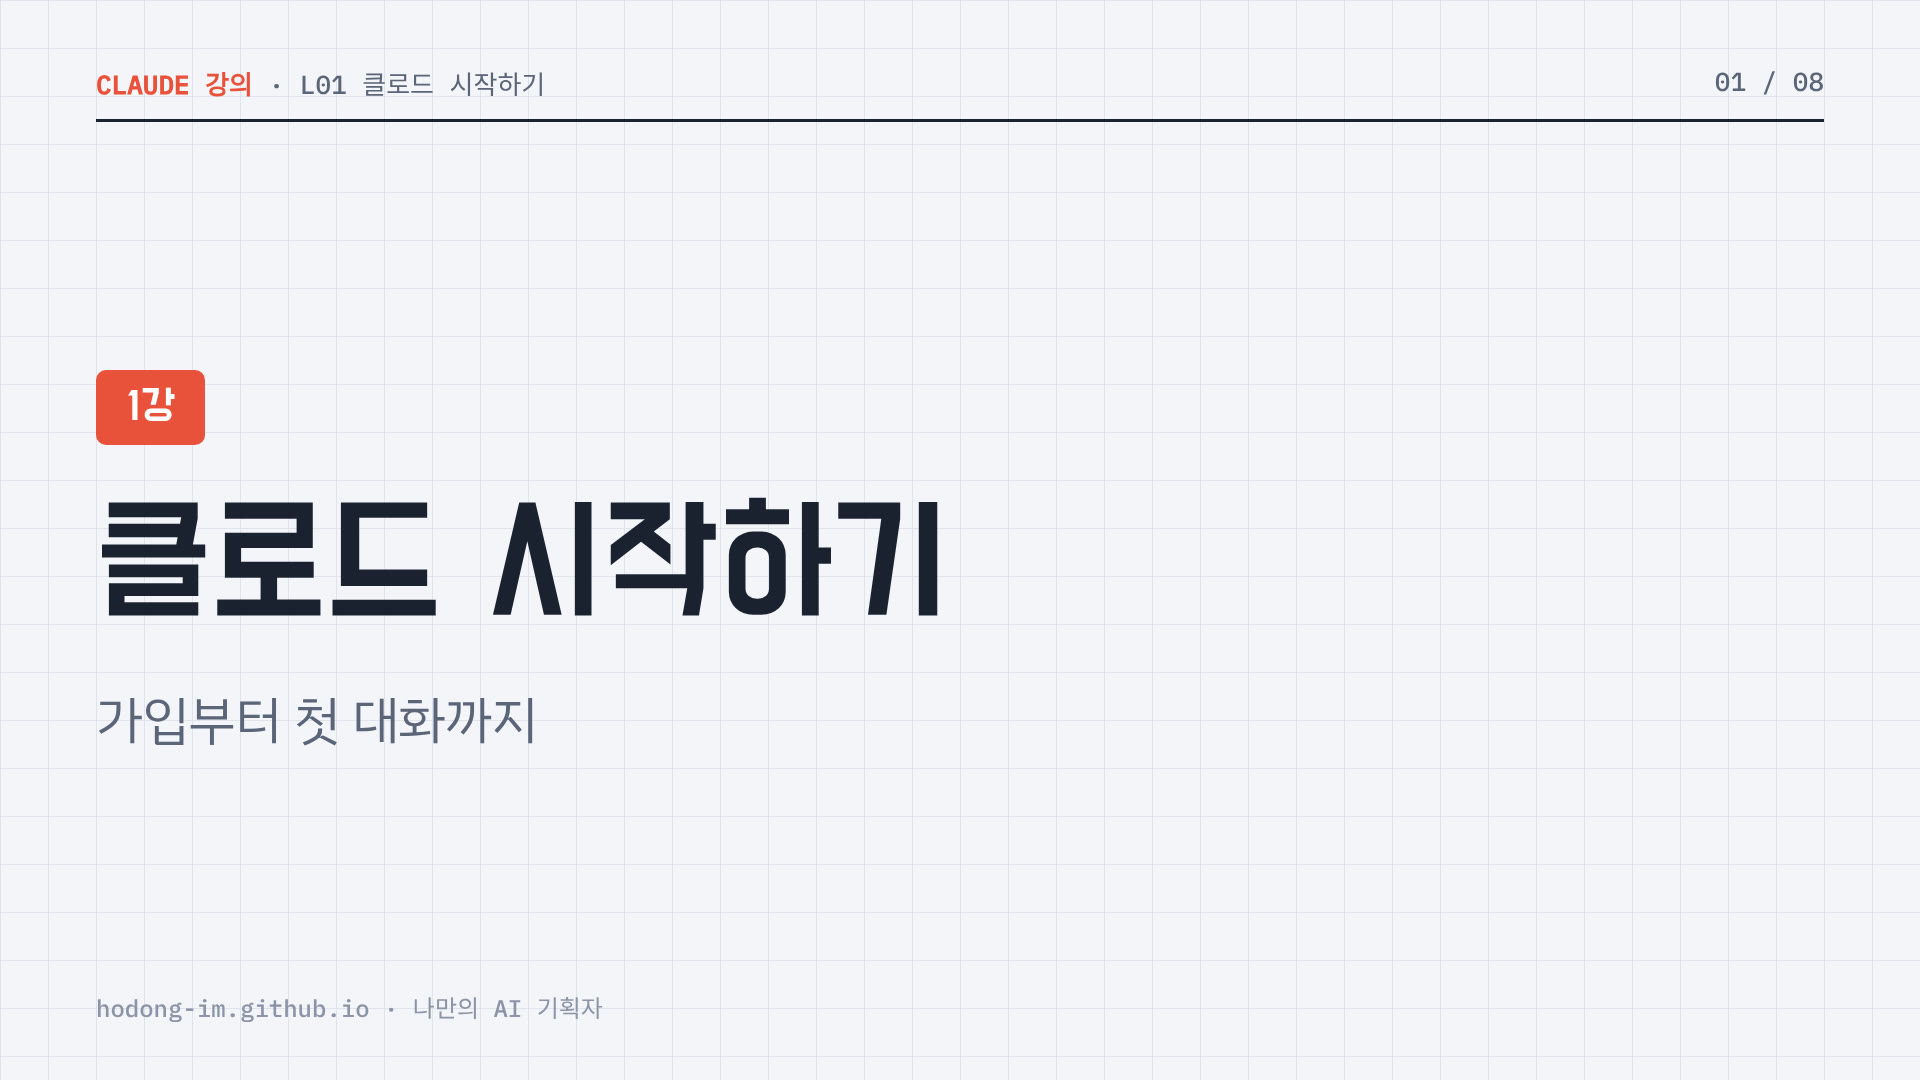 CLAUDE 강의 · L01 클로드 시작하기
01 / 08
1강
클로드 시작하기
가입부터 첫 대화까지
hodong-im.github.io · 나만의 AI 기획자